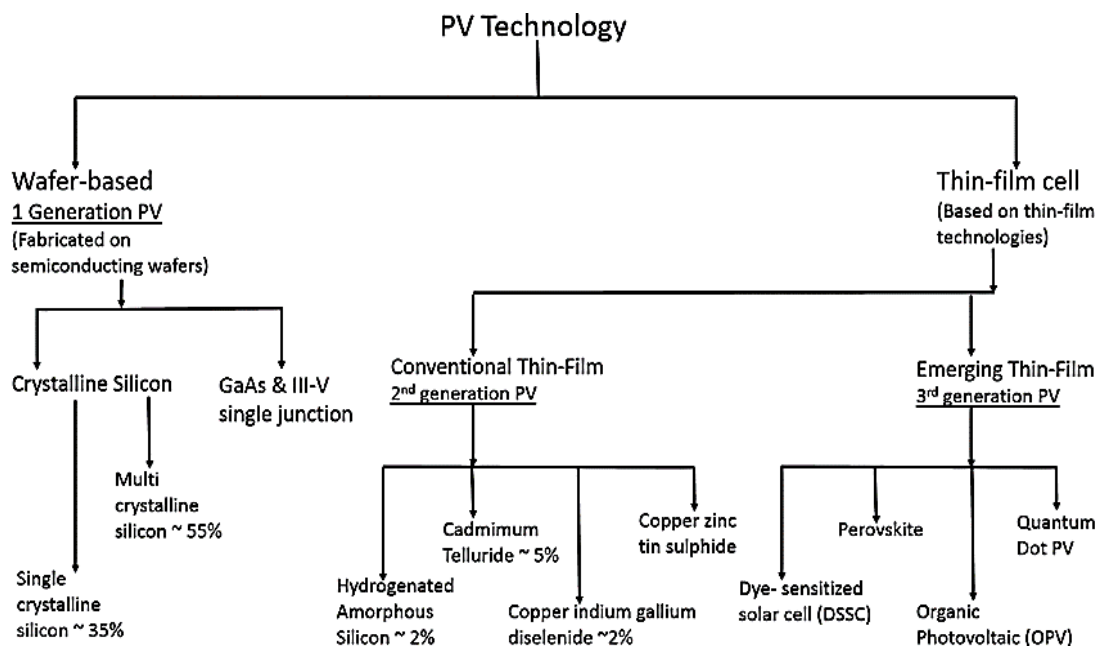 PV Technology
Wafer-based
1 Generation PV
(Fabricated on
semiconducting wafers)
Thin-film cell
(Based on thin-film
technologies)
Crystalline Silicon
GaAs & III-V
single junction
Conventional Thin-Film
2nd generation PV
Emerging Thin-Film
3rd generation PV
Multi
crystalline
silicon ~ 55%
Single
crystalline
silicon ~ 35%
Cadmimum
Telluride ~ 5%
Copper zinc
tin sulphide
Hydrogenated
Amorphous
Silicon ~ 2%
Copper indium gallium
diselenide ~2%
Perovskite
Quantum
Dot PV
Dye- sensitized
solar cell (DSSC)
Organic
Photovoltaic (OPV)